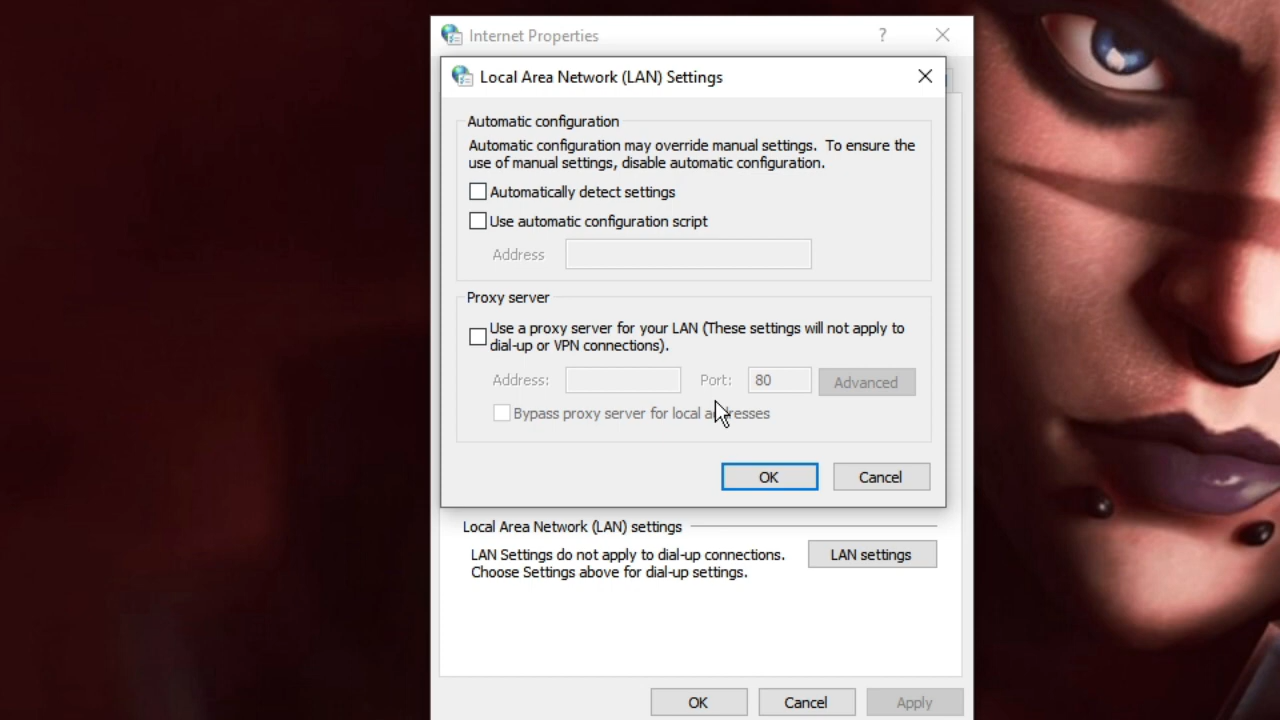 Internet Properties
?
Local Area Network (LAN) Settings
Automatic configuration
Automatic configuration may override manual settings.  To ensure the
use of manual settings, disable automatic configuration.
Automatically detect settings
Use automatic configuration script
Address
Proxy server
Use a proxy server for your LAN (These settings will not apply to
dial-up or VPN connections).
Address:
Port: 80
Advanced
Bypass proxy server for local addresses
OK
Cancel
Local Area Network (LAN) settings
LAN Settings do not apply to dial-up connections.
Choose Settings above for dial-up settings.
LAN settings
OK
Cancel
Apply